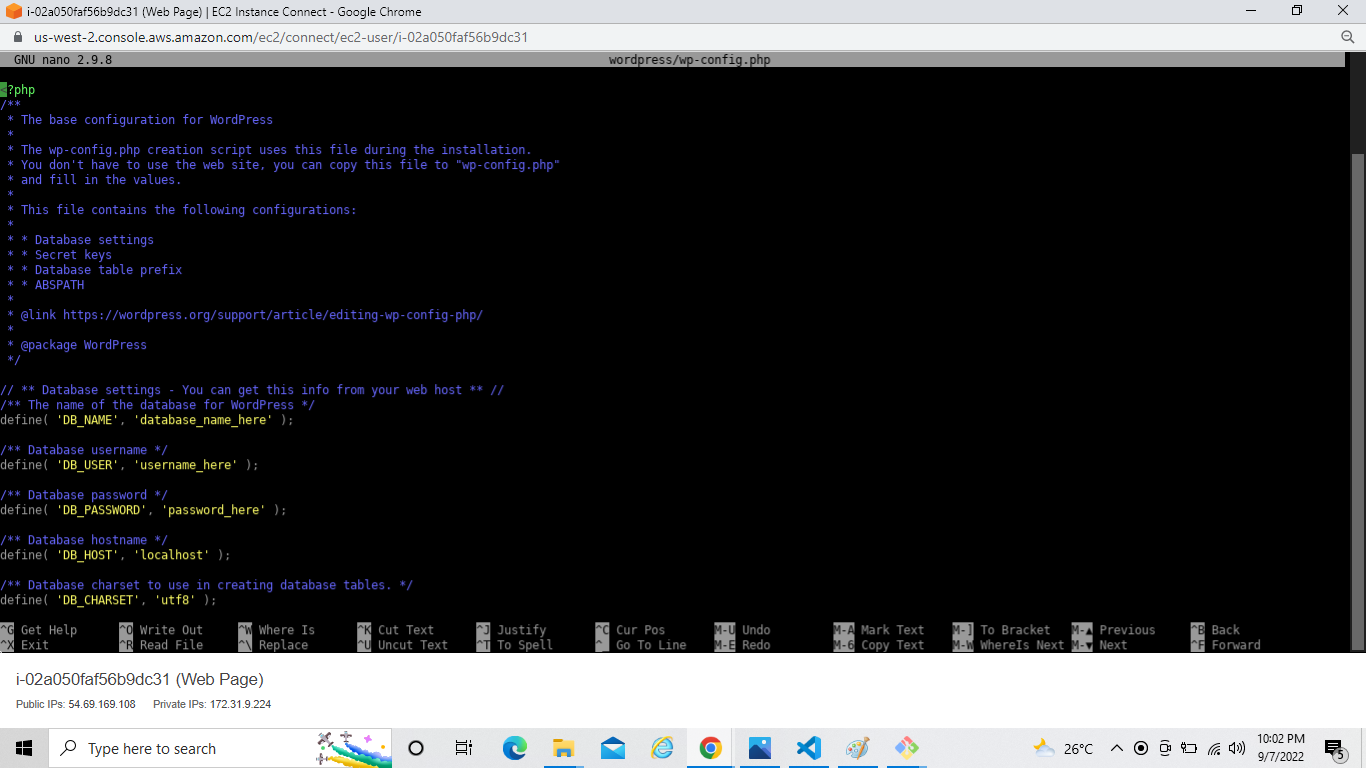 i-02a050faf56b9dc31 (Web Page) | EC2 Instance Connect - Google Chrome
us-west-2.console.aws.amazon.com/ec2/connect/ec2-user/i-02a050faf56b9dc31
GNU nano 2.9.8 wordpress/wp-config.php
<?php
/**
 * The base configuration for WordPress
 *
 * The wp-config.php creation script uses this file during the installation.
 * You don't have to use the web site, you can copy this file to "wp-config.php"
 * and fill in the values.
 *
 * This file contains the following configurations:
 *
 * * Database settings
 * * Secret keys
 * * Database table prefix
 * * ABSPATH
 *
 * @link https://wordpress.org/support/article/editing-wp-config-php/
 *
 * @package WordPress
 */
// ** Database settings - You can get this info from your web host ** //
/** The name of the database for WordPress */
define( 'DB_NAME', 'database_name_here' );
/** Database username */
define( 'DB_USER', 'username_here' );
/** Database password */
define( 'DB_PASSWORD', 'password_here' );
/** Database hostname */
define( 'DB_HOST', 'localhost' );
/** Database charset to use in creating database tables. */
define( 'DB_CHARSET', 'utf8' );
^G Get Help ^O Write Out ^W Where Is ^K Cut Text ^J Justify ^C Cur Pos M-U Undo M-A Mark Text M-] To Bracket M-▲ Previous ^B Back
^X Exit ^R Read File ^\ Replace ^U Uncut Text ^T To Spell ^_ Go To Line M-E Redo M-6 Copy Text M-W WhereIs Next M-▼ Next ^F Forward
i-02a050faf56b9dc31 (Web Page)
Public IPs: 54.69.169.108 Private IPs: 172.31.9.224
Type here to search
26°C
10:02 PM
9/7/2022
5